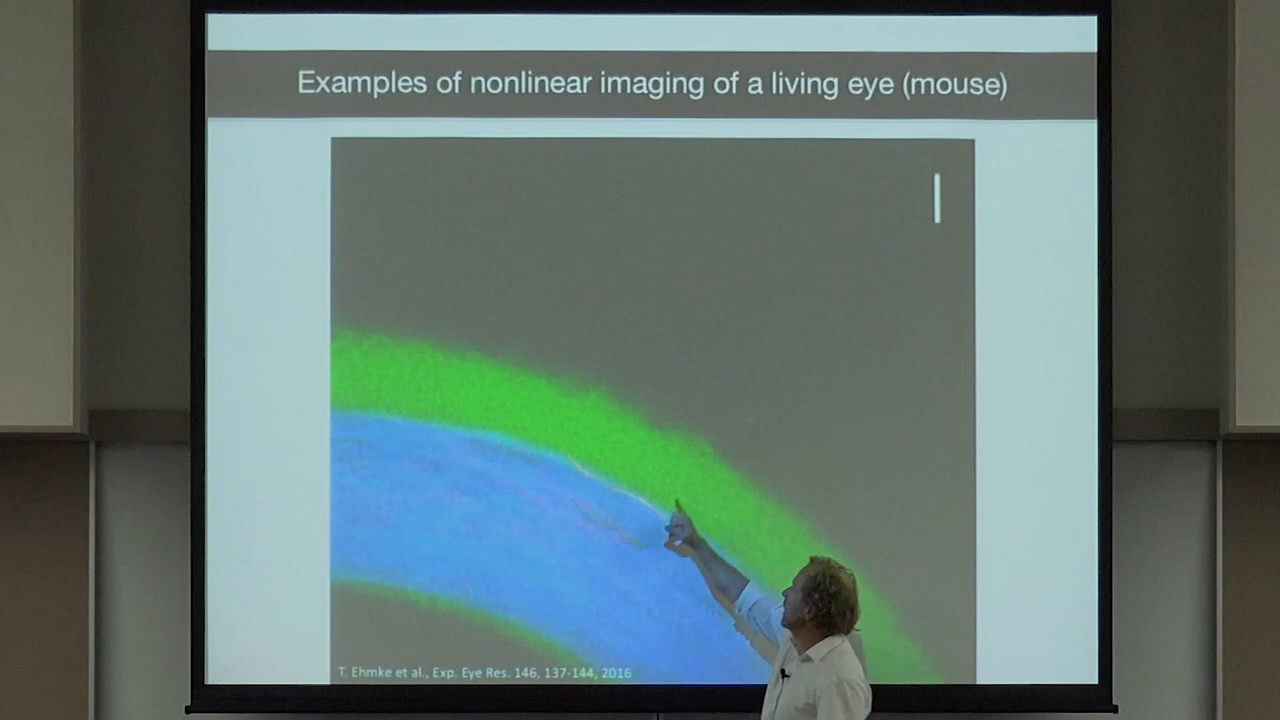 Examples of nonlinear imaging of a living eye (mouse)
T. Ehmke et al., Exp. Eye Res. 146, 137-144, 2016